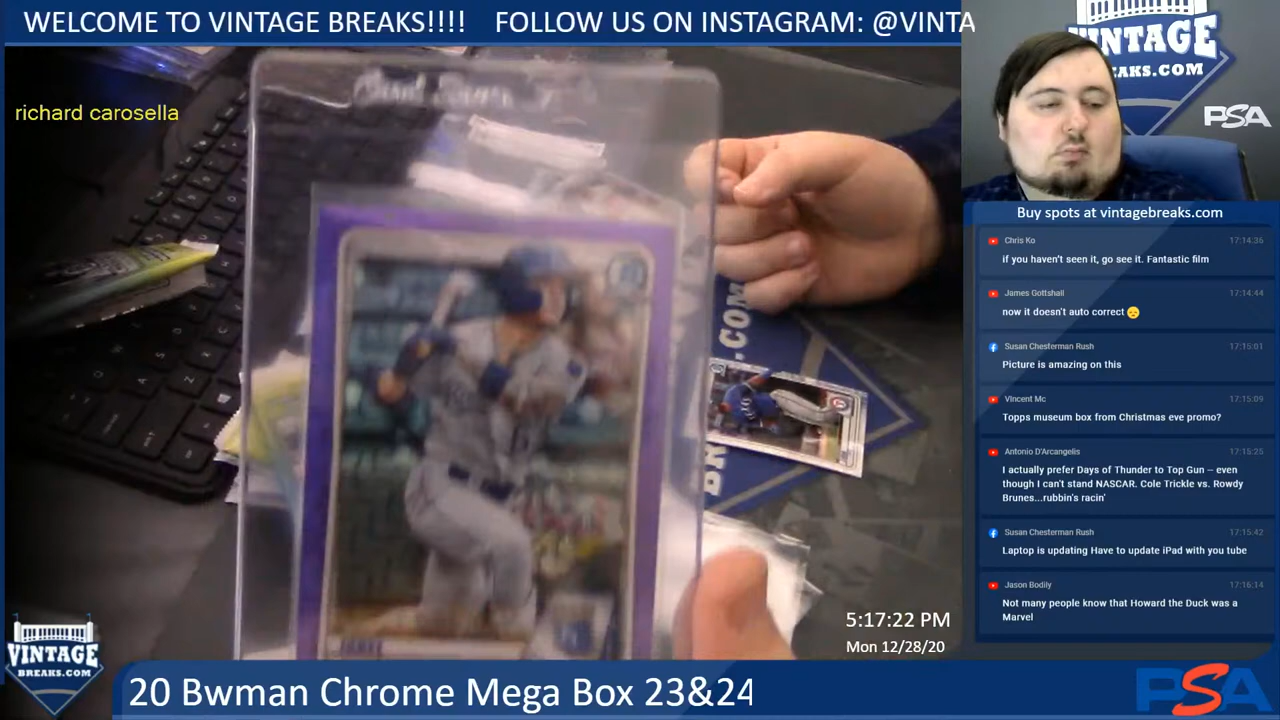 WELCOME TO VINTAGE BREAKS!!!! FOLLOW US ON INSTAGRAM: @VINTA
VINTAGE
BREAKS.COM
PSA
richard carosella
Buy spots at vintagebreaks.com
Chris Ko 17:14:36
if you haven't seen it, go see it. Fantastic film
James Gottshall 17:14:44
now it doesn't auto correct 😞
Susan Chesterman Rush 17:15:01
Picture is amazing on this
Vincent Mc 17:15:09
Topps museum box from Christmas eve promo?
Antonio D'Arcangelis 17:15:25
I actually prefer Days of Thunder to Top Gun -- even
though I can't stand NASCAR. Cole Trickle vs. Rowdy
Brunes...rubbin's racin'
Susan Chesterman Rush 17:15:42
Laptop is updating Have to update iPad with you tube
Jason Bodily 17:16:14
Not many people know that Howard the Duck was a
Marvel
.COM
BR
5:17:22 PM
Mon 12/28/20
VINTAGE
BREAKS.COM
20 Bwman Chrome Mega Box 23&24
PSA